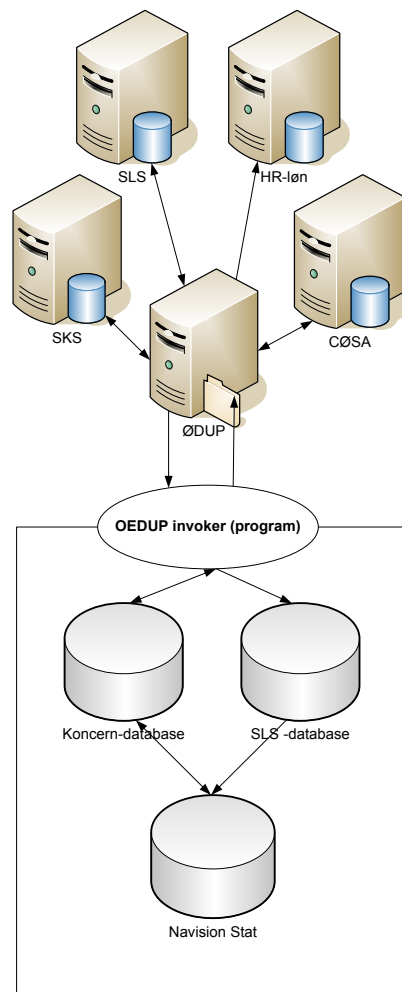 SLS
HR-løn
SKS
CØSA
ØDUP
OEDUP invoker (program)
Koncern-database
SLS -database
Navision Stat